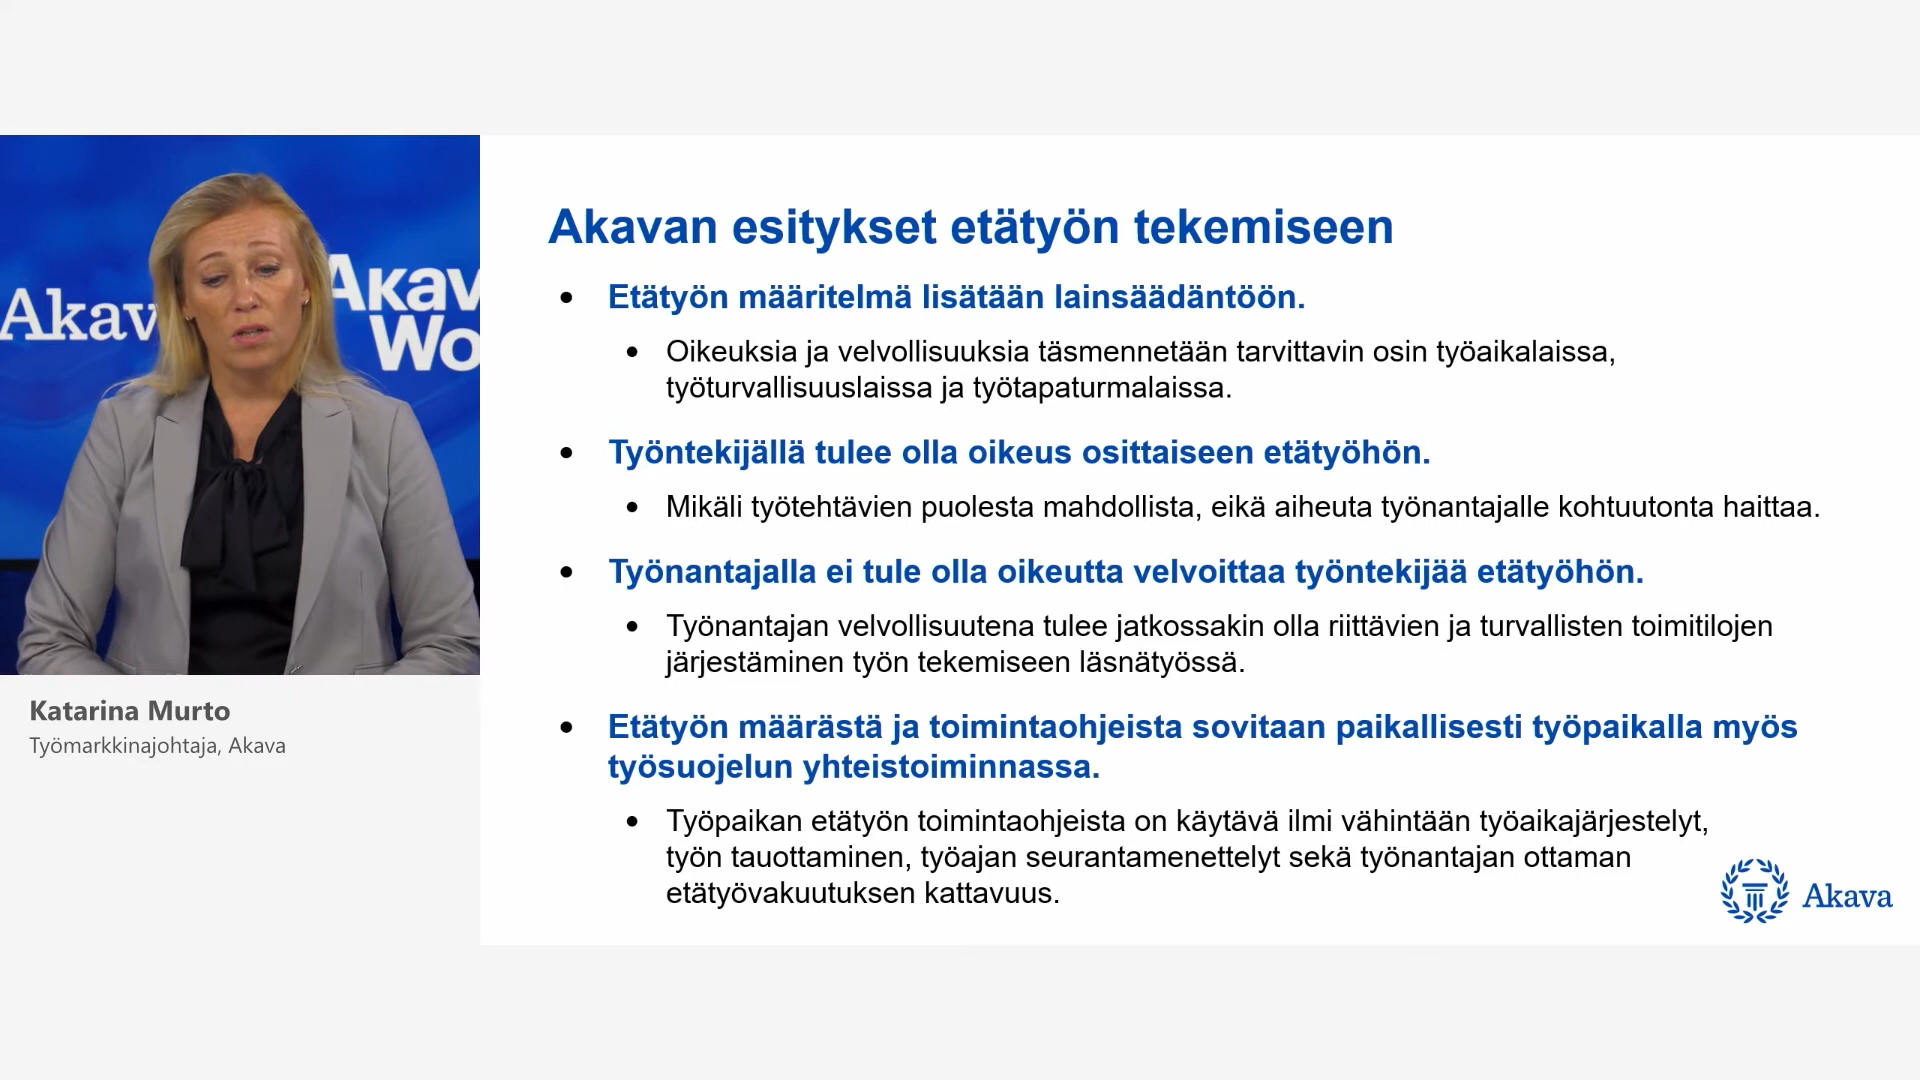 Akavan esitykset etätyön tekemiseen
Etätyön määritelmä lisätään lainsäädäntöön.
Oikeuksia ja velvollisuuksia täsmennetään tarvittavin osin työaikalaissa,
työturvallisuuslaissa ja työtapaturmalaissa.
Työntekijällä tulee olla oikeus osittaiseen etätyöhön.
Mikäli työtehtävien puolesta mahdollista, eikä aiheuta työnantajalle kohtuutonta haittaa.
Työnantajalla ei tule olla oikeutta velvoittaa työntekijää etätyöhön.
Työnantajan velvollisuutena tulee jatkossakin olla riittävien ja turvallisten toimitilojen
järjestäminen työn tekemiseen läsnätyössä.
Etätyön määrästä ja toimintaohjeista sovitaan paikallisesti työpaikalla myös
työsuojelun yhteistoiminnassa.
Työpaikan etätyön toimintaohjeista on käytävä ilmi vähintään työaikajärjestelyt,
työn tauottaminen, työajan seurantamenettelyt sekä työnantajan ottaman
etätyövakuutuksen kattavuus.
Akava
Akav
Akav
Wo
Katarina Murto
Työmarkkinajohtaja, Akava